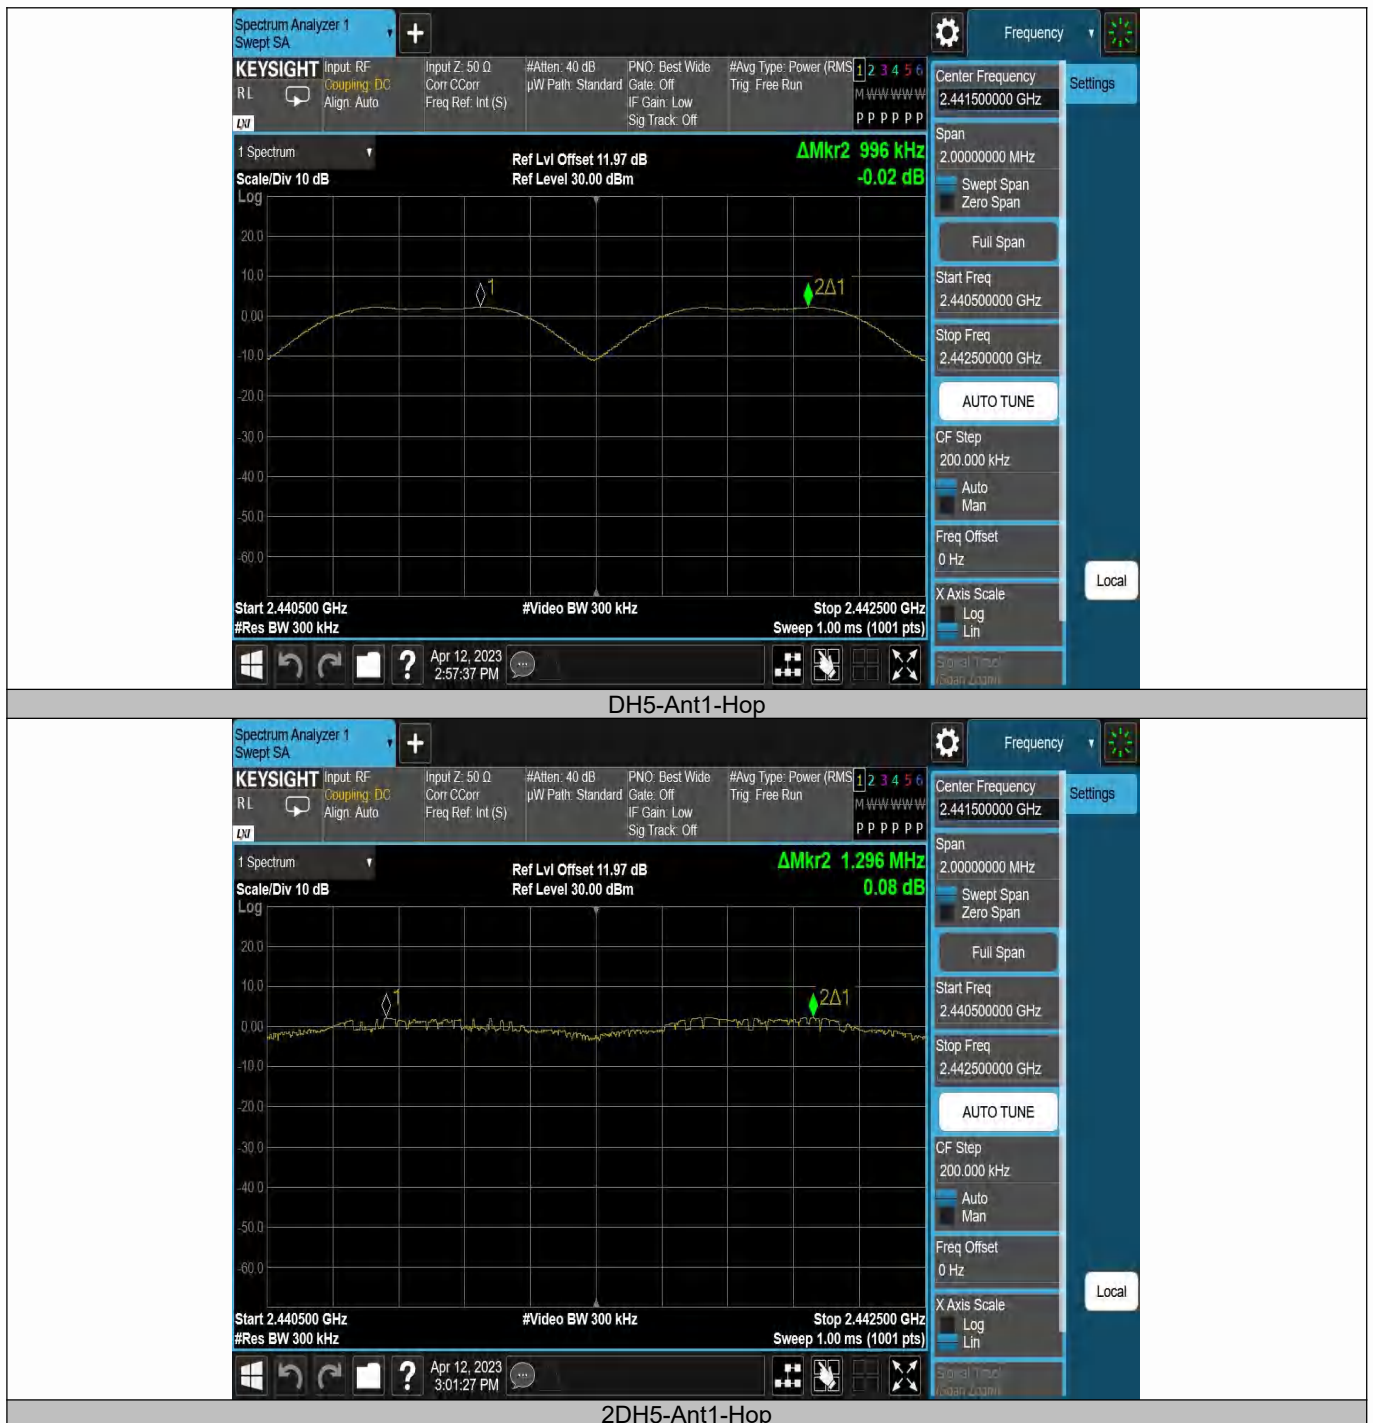 Spectrum Analyzer 1
Swept SA
+
Frequency
KEYSIGHT
RL
LXI
Input: RF
Coupling: DC
Align: Auto
Input Z: 50 Ω
Corr CCorr
Freq Ref: Int (S)
#Atten: 40 dB
µW Path: Standard
PNO: Best Wide
Gate: Off
IF Gain: Low
Sig Track: Off
#Avg Type: Power (RMS
Trig: Free Run
1 2 3 4 5 6
M W W W W W
P P P P P P
Center Frequency
2.441500000 GHz
Settings
Span
2.00000000 MHz
Swept Span
Zero Span
Full Span
Start Freq
2.440500000 GHz
Stop Freq
2.442500000 GHz
AUTO TUNE
CF Step
200.000 kHz
Auto
Man
Freq Offset
0 Hz
X Axis Scale
Log
Lin
Local
1 Spectrum
Scale/Div 10 dB
Log
Ref Lvl Offset 11.97 dB
Ref Level 30.00 dBm
ΔMkr2 996 kHz
-0.02 dB
20.0
10.0
0.00
-10.0
-20.0
-30.0
-40.0
-50.0
-60.0
1
2Δ1
Start 2.440500 GHz
#Res BW 300 kHz
#Video BW 300 kHz
Stop 2.442500 GHz
Sweep 1.00 ms (1001 pts)
?
Apr 12, 2023
2:57:37 PM
DH5-Ant1-Hop
Spectrum Analyzer 1
Swept SA
+
Frequency
KEYSIGHT
RL
LXI
Input: RF
Coupling: DC
Align: Auto
Input Z: 50 Ω
Corr CCorr
Freq Ref: Int (S)
#Atten: 40 dB
µW Path: Standard
PNO: Best Wide
Gate: Off
IF Gain: Low
Sig Track: Off
#Avg Type: Power (RMS
Trig: Free Run
1 2 3 4 5 6
M W W W W W
P P P P P P
Center Frequency
2.441500000 GHz
Settings
Span
2.00000000 MHz
Swept Span
Zero Span
Full Span
Start Freq
2.440500000 GHz
Stop Freq
2.442500000 GHz
AUTO TUNE
CF Step
200.000 kHz
Auto
Man
Freq Offset
0 Hz
X Axis Scale
Log
Lin
Local
1 Spectrum
Scale/Div 10 dB
Log
Ref Lvl Offset 11.97 dB
Ref Level 30.00 dBm
ΔMkr2 1.296 MHz
0.08 dB
20.0
10.0
0.00
-10.0
-20.0
-30.0
-40.0
-50.0
-60.0
1
2Δ1
Start 2.440500 GHz
#Res BW 300 kHz
#Video BW 300 kHz
Stop 2.442500 GHz
Sweep 1.00 ms (1001 pts)
?
Apr 12, 2023
3:01:27 PM
2DH5-Ant1-Hop